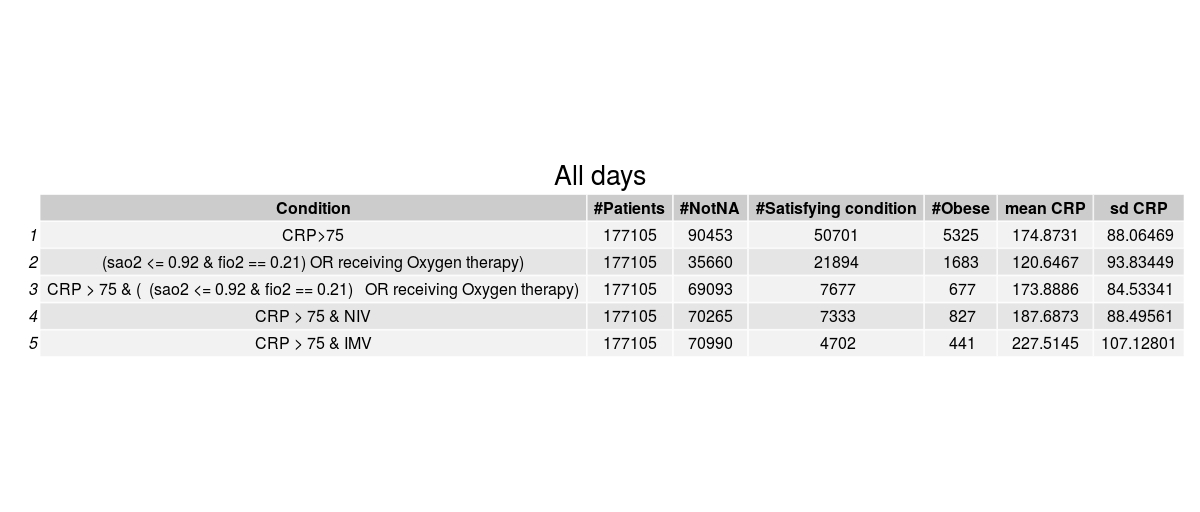 All days
Condition #Patients #NotNA #Satisfying condition #Obese mean CRP sd CRP
1 CRP>75 177105 90453 50701 5325 174.8731 88.06469
2 (sao2 <= 0.92 & fio2 == 0.21) OR receiving Oxygen therapy) 177105 35660 21894 1683 120.6467 93.83449
3 CRP > 75 & ( (sao2 <= 0.92 & fio2 == 0.21) OR receiving Oxygen therapy) 177105 69093 7677 677 173.8886 84.53341
4 CRP > 75 & NIV 177105 70265 7333 827 187.6873 88.49561
5 CRP > 75 & IMV 177105 70990 4702 441 227.5145 107.12801